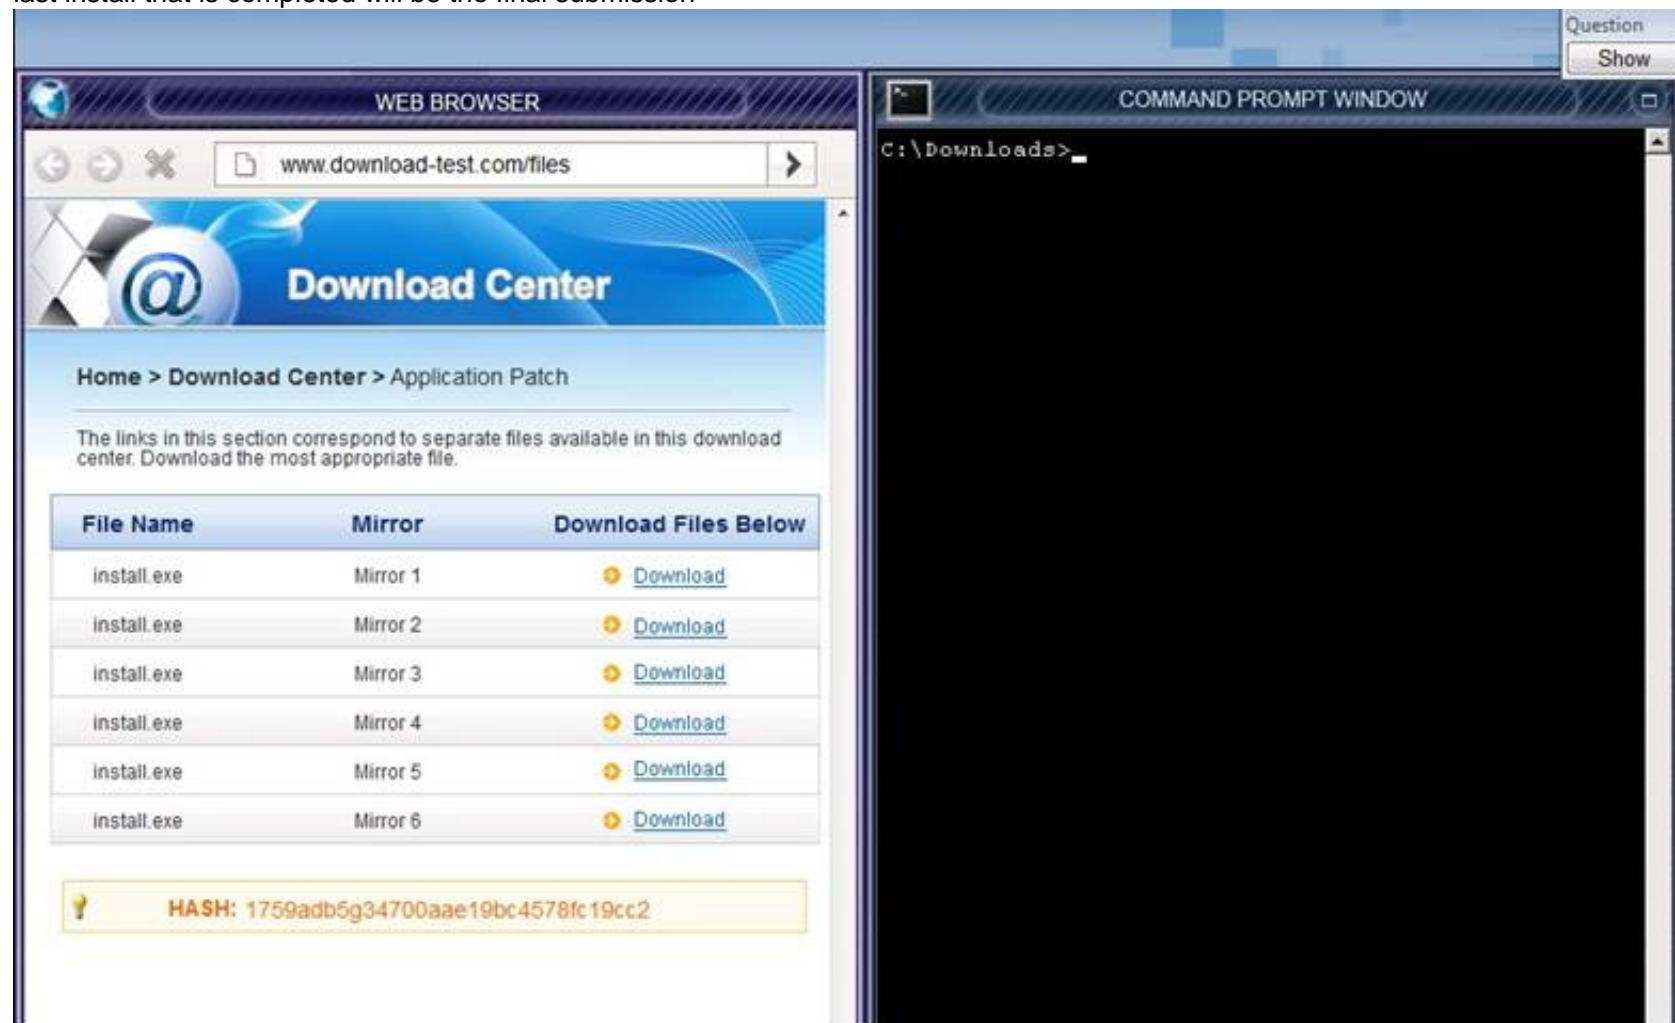 last install that is completed will be the final submission
Question
Show
WEB BROWSER
www.download-test.com/files
@
Download Center
Home > Download Center > Application Patch
The links in this section correspond to separate files available in this download
center. Download the most appropriate file.
File Name Mirror Download Files Below
install.exe Mirror 1 Download
install.exe Mirror 2 Download
install.exe Mirror 3 Download
install.exe Mirror 4 Download
install.exe Mirror 5 Download
install.exe Mirror 6 Download
HASH: 1759adb5g34700aae19bc4578fc19cc2
COMMAND PROMPT WINDOW
C:\Downloads>_